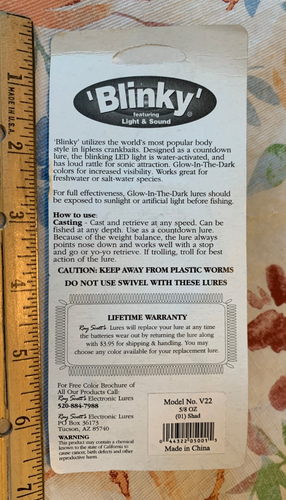 'Blinky'
®
featuring
Light & Sound
'Blinky' utilizes the world's most popular body
style in lipless crankbaits. Designed as a countdown
lure, the blinking LED light is water-activated, and
has loud rattle for sonic attraction. Glow-In-The-Dark
colors for increased visibility. Works great for
freshwater or salt-water species.
For full effectiveness, Glow-In-The-Dark lures should
be exposed to sunlight or artificial light before fishing.
How to use:
Casting - Cast and retrieve at any speed. Can be
fished at any depth. Use as a countdown lure.
Because of the weight balance, the lure always
points nose down and works well with a stop
and go or yo-yo retrieve. If trolling, troll for best
action of the lure.
CAUTION: KEEP AWAY FROM PLASTIC WORMS
DO NOT USE SWIVEL WITH THESE LURES
LIFETIME WARRANTY
Ray Scott's Lures will replace your lure at any time
the batteries wear out by returning the lure along
with $3.95 for shipping & handling. You may
choose any color available for your replacement lure.
For Free Color Brochure of
All Our Products Call:
Ray Scott's Electronic Lures
520-884-7988
Ray Scott's Electronic Lures
PO Box 36173
Tucson, AZ 85740
WARNING
This product may contain a chemical
known to the state of California to
cause cancer, birth defects and other
reproductive harm.
Model No. V22
5/8 OZ
(01) Shad
0 44322 05001 5
Made in China
1
2
3
4
5
MADE IN U.S.A.